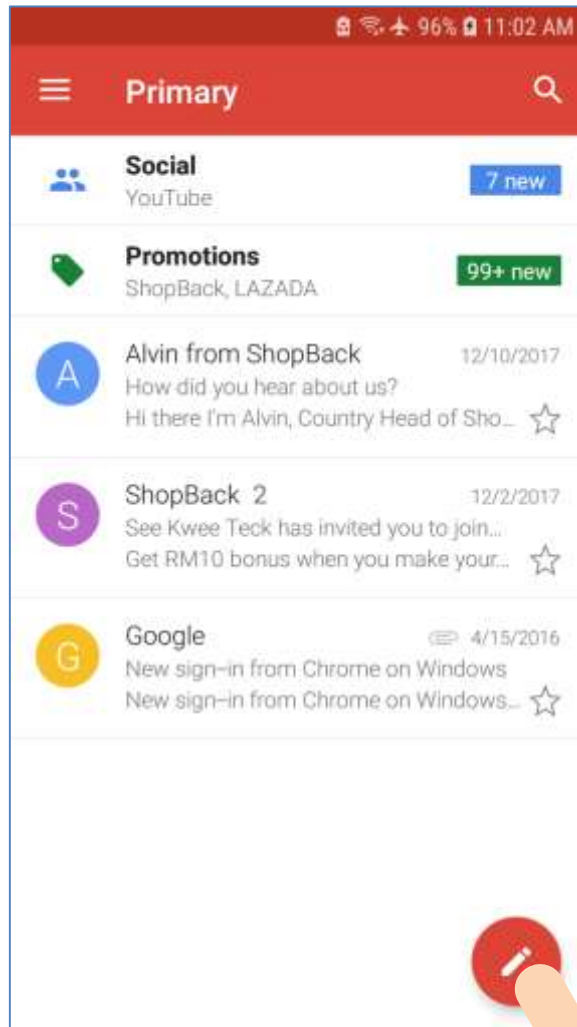 96% 11:02 AM
Primary
Social
7 new
YouTube
Promotions
99+ new
ShopBack, LAZADA
A
Alvin from ShopBack 12/10/2017
How did you hear about us?
Hi there I'm Alvin, Country Head of Sho...
S
ShopBack 2 12/2/2017
See Kwee Teck has invited you to join...
Get RM10 bonus when you make your...
G
Google 4/15/2016
New sign-in from Chrome on Windows
New sign-in from Chrome on Windows...